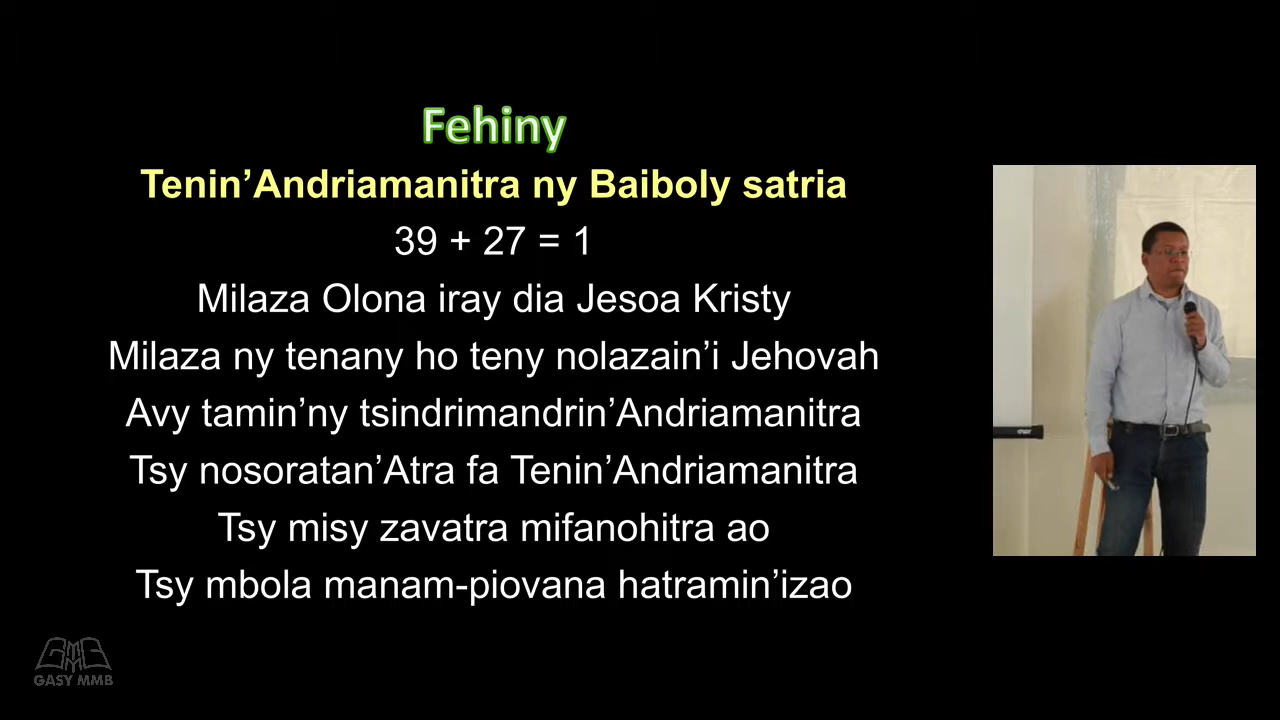 Fehiny
Tenin’Andriamanitra ny Baiboly satria
39 + 27 = 1
Milaza Olona iray dia Jesoa Kristy
Milaza ny tenany ho teny nolazain’i Jehovah
Avy tamin’ny tsindrimandrin’Andriamanitra
Tsy nosoratan’Atra fa Tenin’Andriamanitra
Tsy misy zavatra mifanohitra ao
Tsy mbola manam-piovana hatramin’izao
GASY MMB